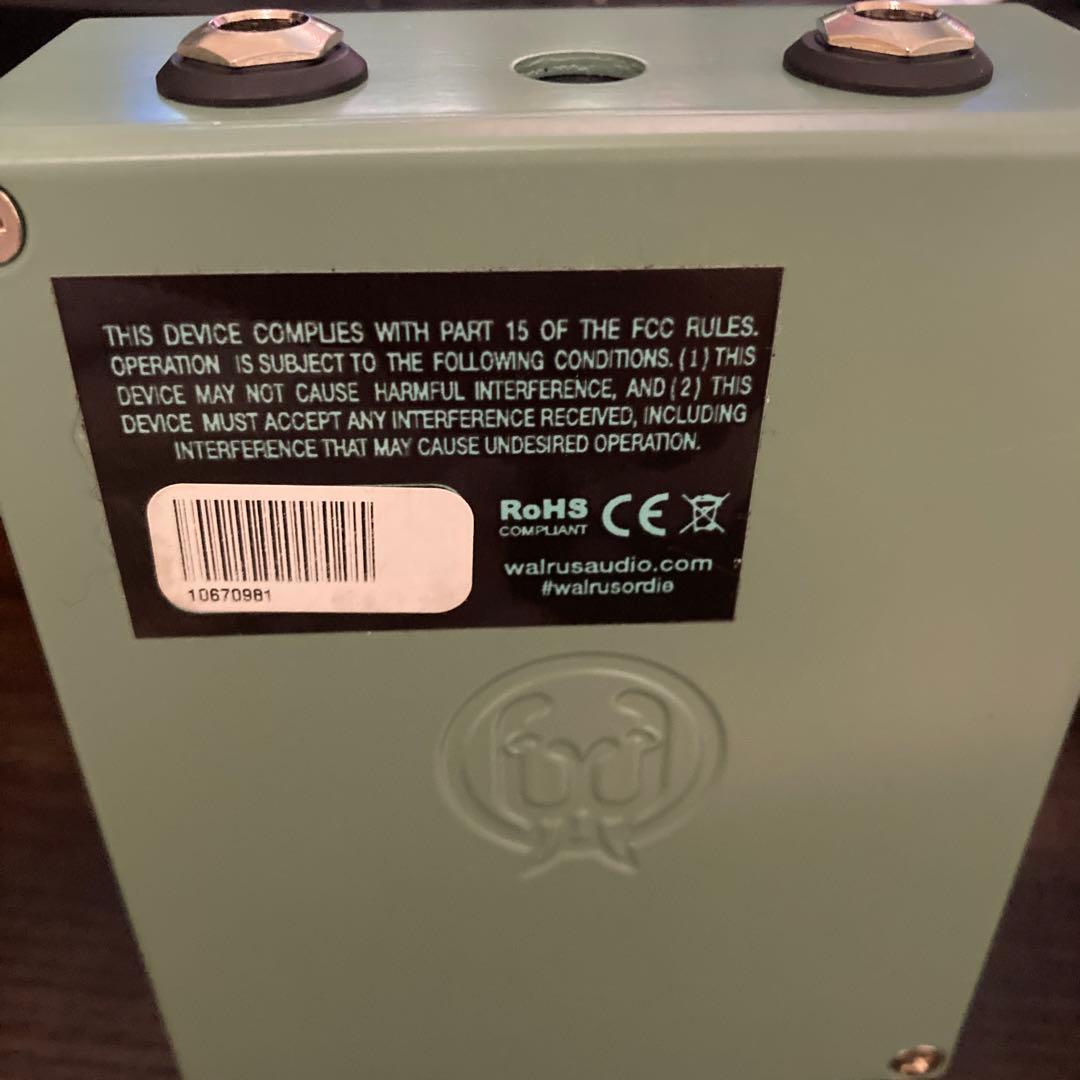 THIS DEVICE COMPLIES WITH PART 15 OF THE FCC RULES.
OPERATION IS SUBJECT TO THE FOLLOWING CONDITIONS. (1) THIS
DEVICE MAY NOT CAUSE HARMFUL INTERFERENCE, AND (2) THIS
DEVICE MUST ACCEPT ANY INTERFERENCE RECEIVED, INCLUDING
INTERFERENCE THAT MAY CAUSE UNDESIRED OPERATION.
RoHS CE
COMPLIANT
walrusaudio.com
#walrusordie
10670981